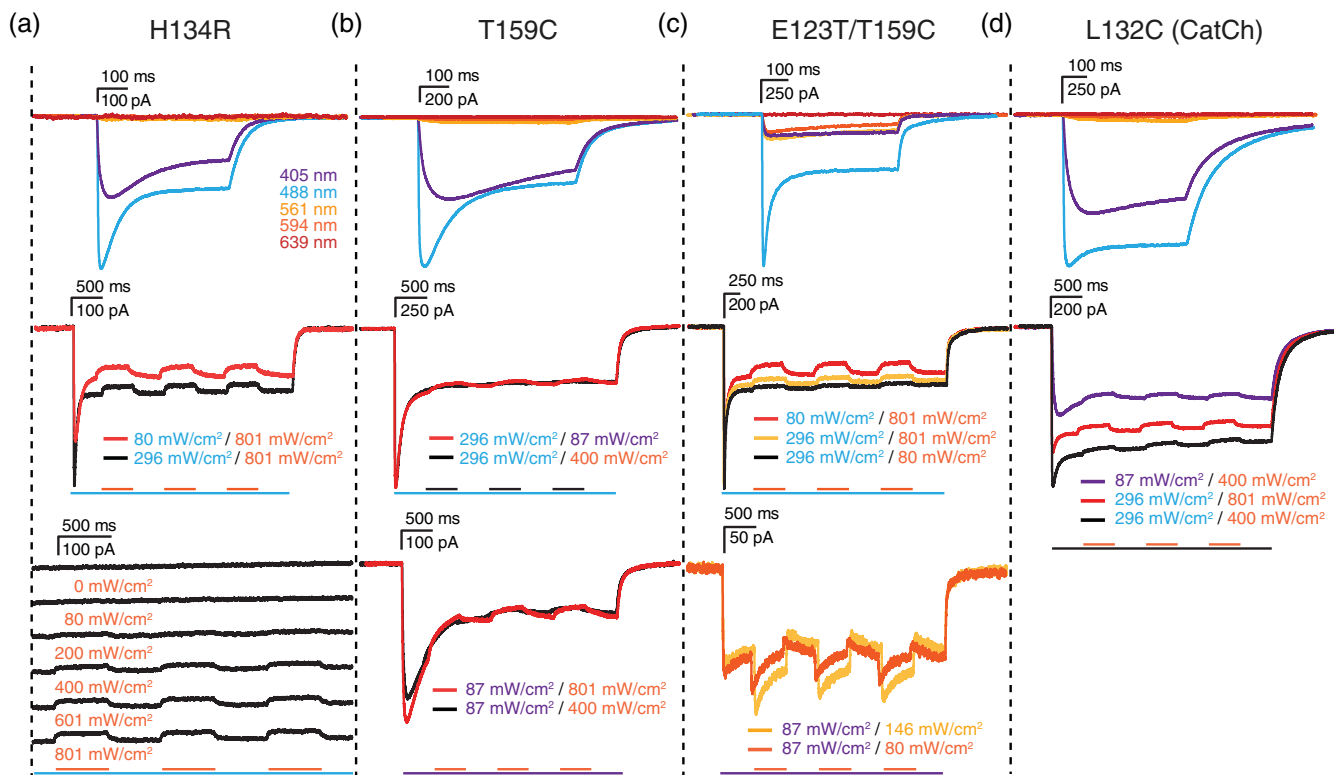 (a)
H134R
(b)
T159C
(c)
E123T/T159C
(d)
L132C (CatCh)
100 ms
100 pA
405 nm
488 nm
561 nm
594 nm
639 nm
100 ms
200 pA
100 ms
250 pA
100 ms
250 pA
500 ms
100 pA
80 mW/cm² / 801 mW/cm²
296 mW/cm² / 801 mW/cm²
500 ms
250 pA
296 mW/cm² / 87 mW/cm²
296 mW/cm² / 400 mW/cm²
250 ms
200 pA
80 mW/cm² / 801 mW/cm²
296 mW/cm² / 801 mW/cm²
296 mW/cm² / 80 mW/cm²
500 ms
200 pA
87 mW/cm² / 400 mW/cm²
296 mW/cm² / 801 mW/cm²
296 mW/cm² / 400 mW/cm²
500 ms
100 pA
0 mW/cm²
80 mW/cm²
200 mW/cm²
400 mW/cm²
601 mW/cm²
801 mW/cm²
500 ms
100 pA
87 mW/cm² / 801 mW/cm²
87 mW/cm² / 400 mW/cm²
500 ms
50 pA
87 mW/cm² / 146 mW/cm²
87 mW/cm² / 80 mW/cm²